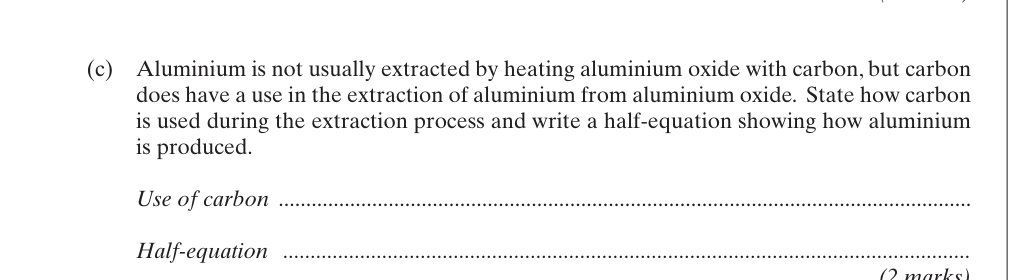 (c) Aluminium is not usually extracted by heating aluminium oxide with carbon, but carbon
does have a use in the extraction of aluminium from aluminium oxide. State how carbon
is used during the extraction process and write a half-equation showing how aluminium
is produced.
Use of carbon ................................................................................................................................
Half-equation ................................................................................................................................
(2 marks)